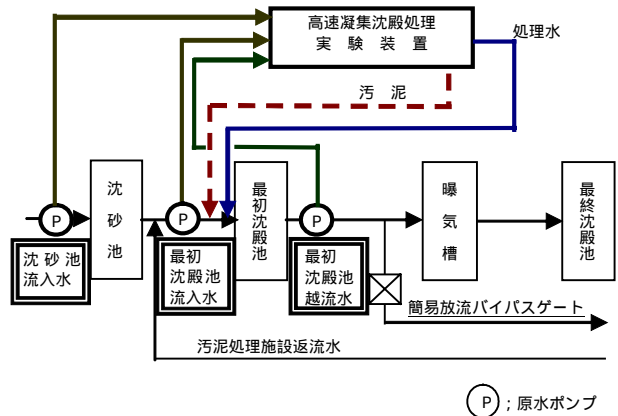 高速凝集沈殿処理
実験装置
処理水
汚泥
沈砂池
最初沈殿池
曝気槽
最終沈殿池
P
P
P
沈砂池
流入水
最初
沈殿池
流入水
最初
沈殿池
越流水
簡易放流バイパスゲート
汚泥処理施設返流水
P ; 原水ポンプ